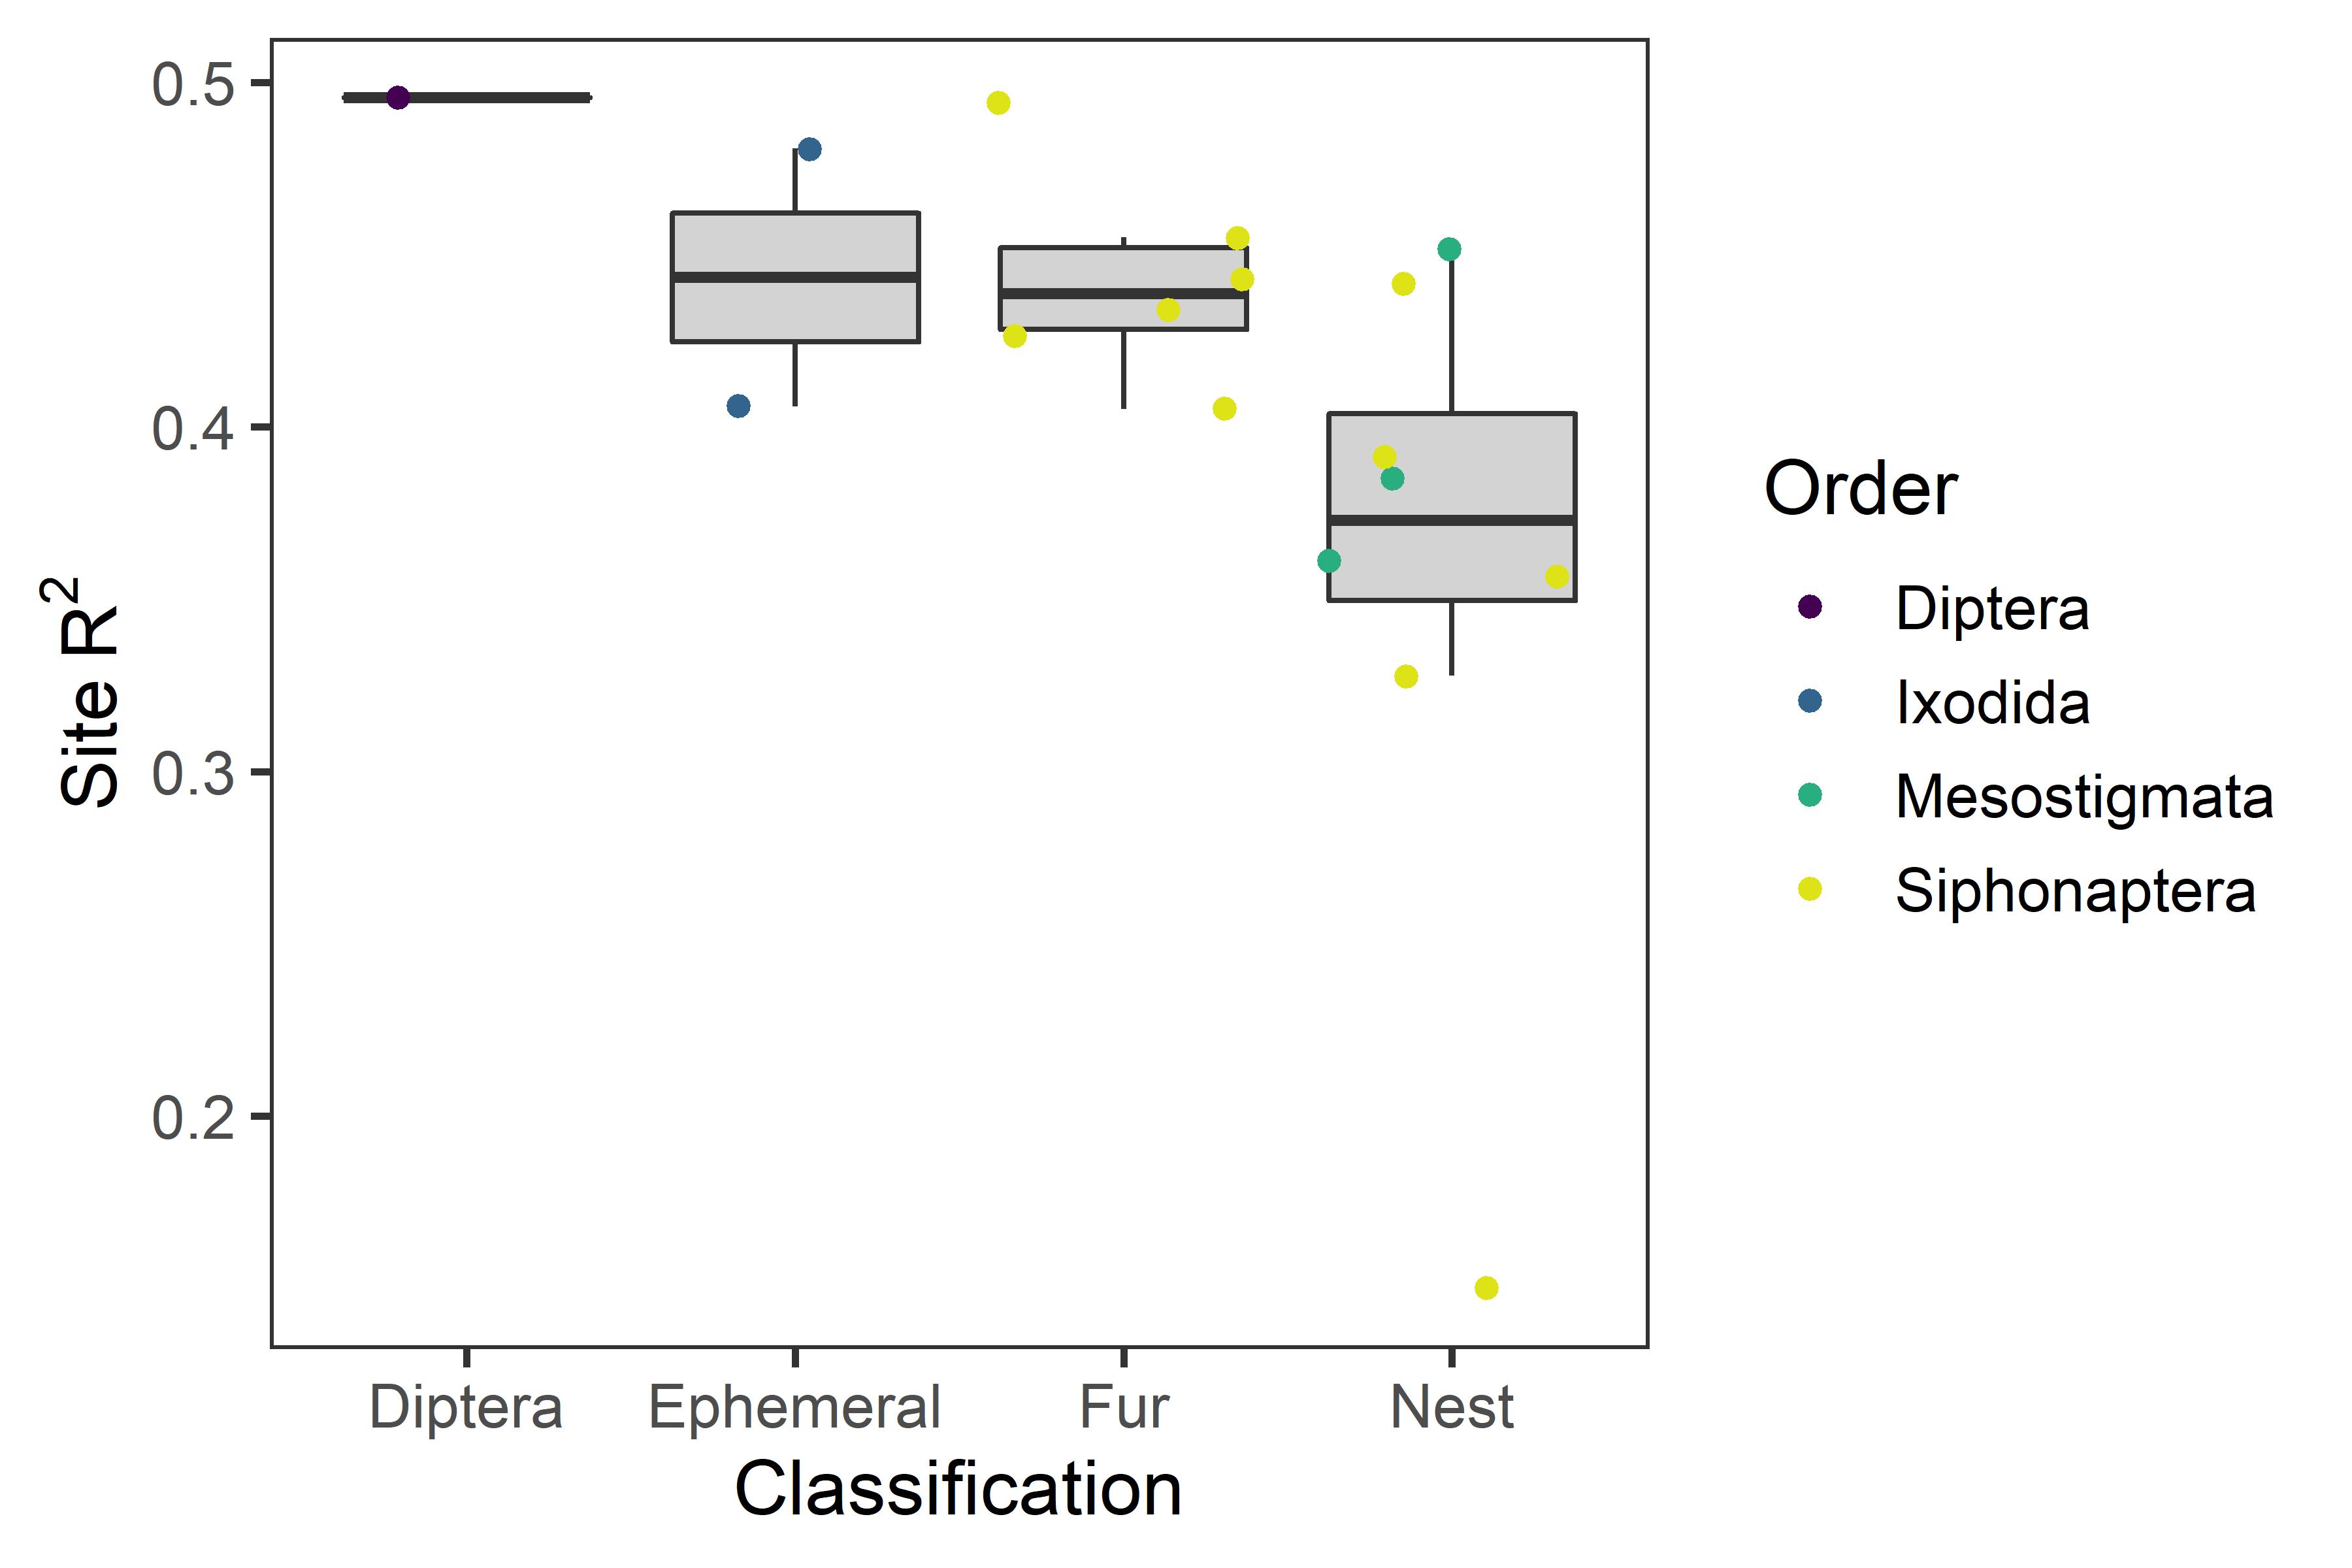 0.5
0.4
0.3
0.2
Site R²
Diptera
Ephemeral
Fur
Nest
Classification
Order
Diptera
Ixodida
Mesostigmata
Siphonaptera